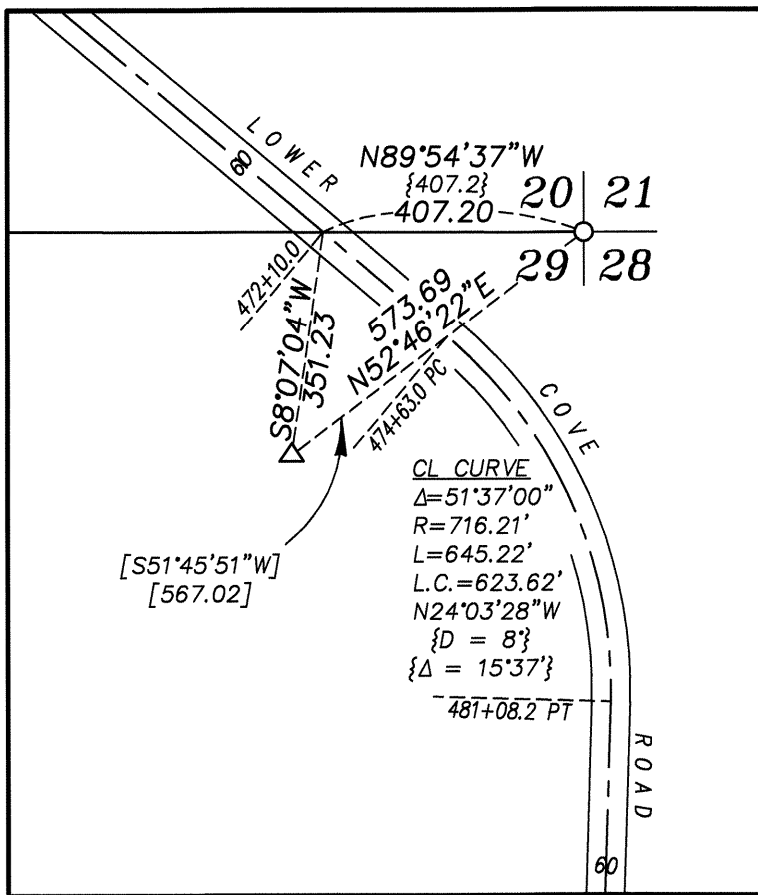 LOWER
60
N89°54'37"W
{407.2}
407.20
20 21
29 28
472+10.0
S8°07'04"W
351.23
573.69
N52°46'22"E
474+63.0 PC
COVE
CL CURVE
Δ=51°37'00"
R=716.21'
L=645.22'
L.C.=623.62'
N24°03'28"W
{D = 8°}
{Δ = 15°37'}
[S51°45'51"W]
[567.02]
481+08.2 PT
ROAD
60